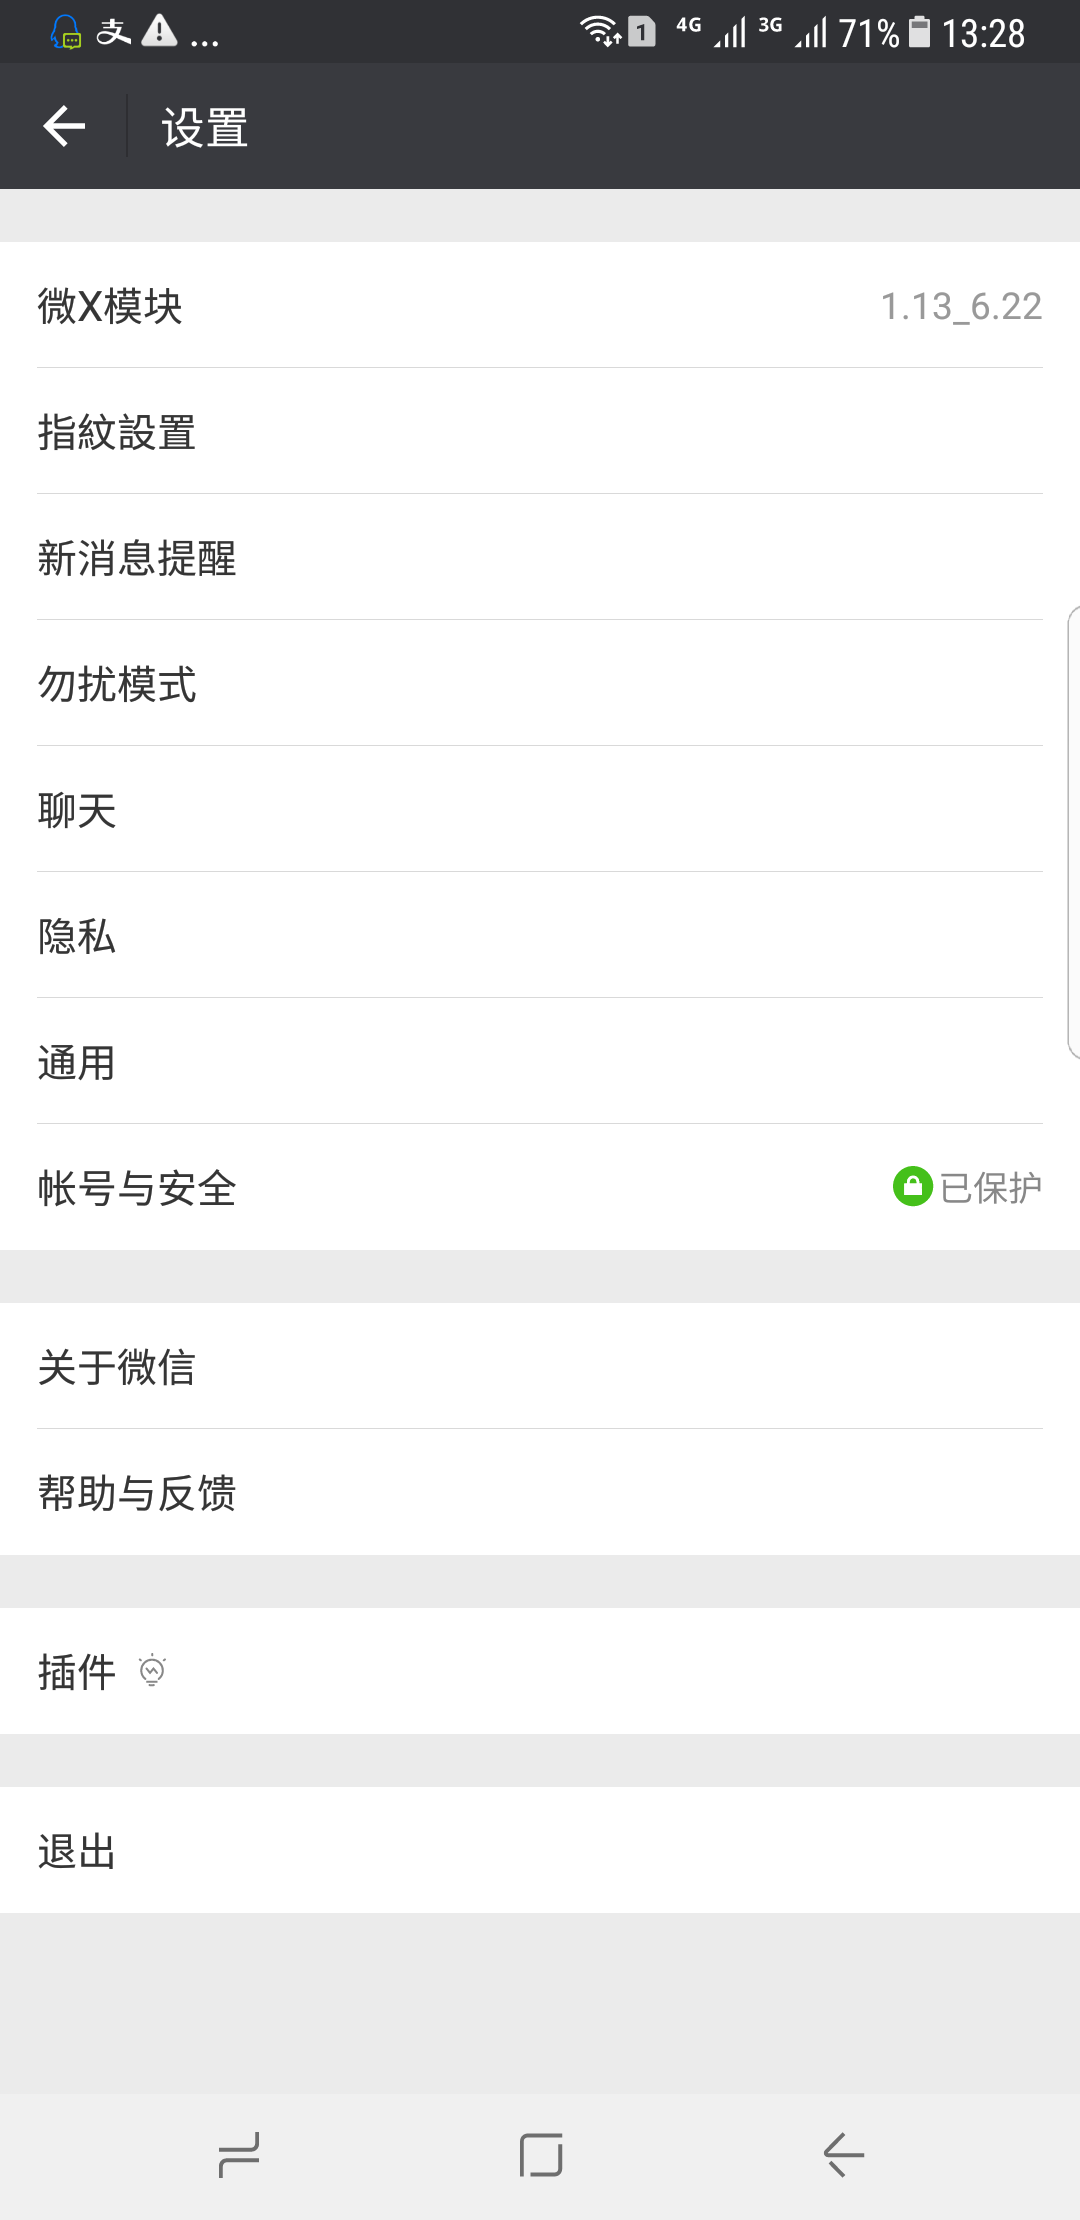 支 ... 1 4G 3G 71% 13:28
设置
微X模块 1.13_6.22
指紋設置
新消息提醒
勿扰模式
聊天
隐私
通用
帐号与安全 已保护
关于微信
帮助与反馈
插件
退出